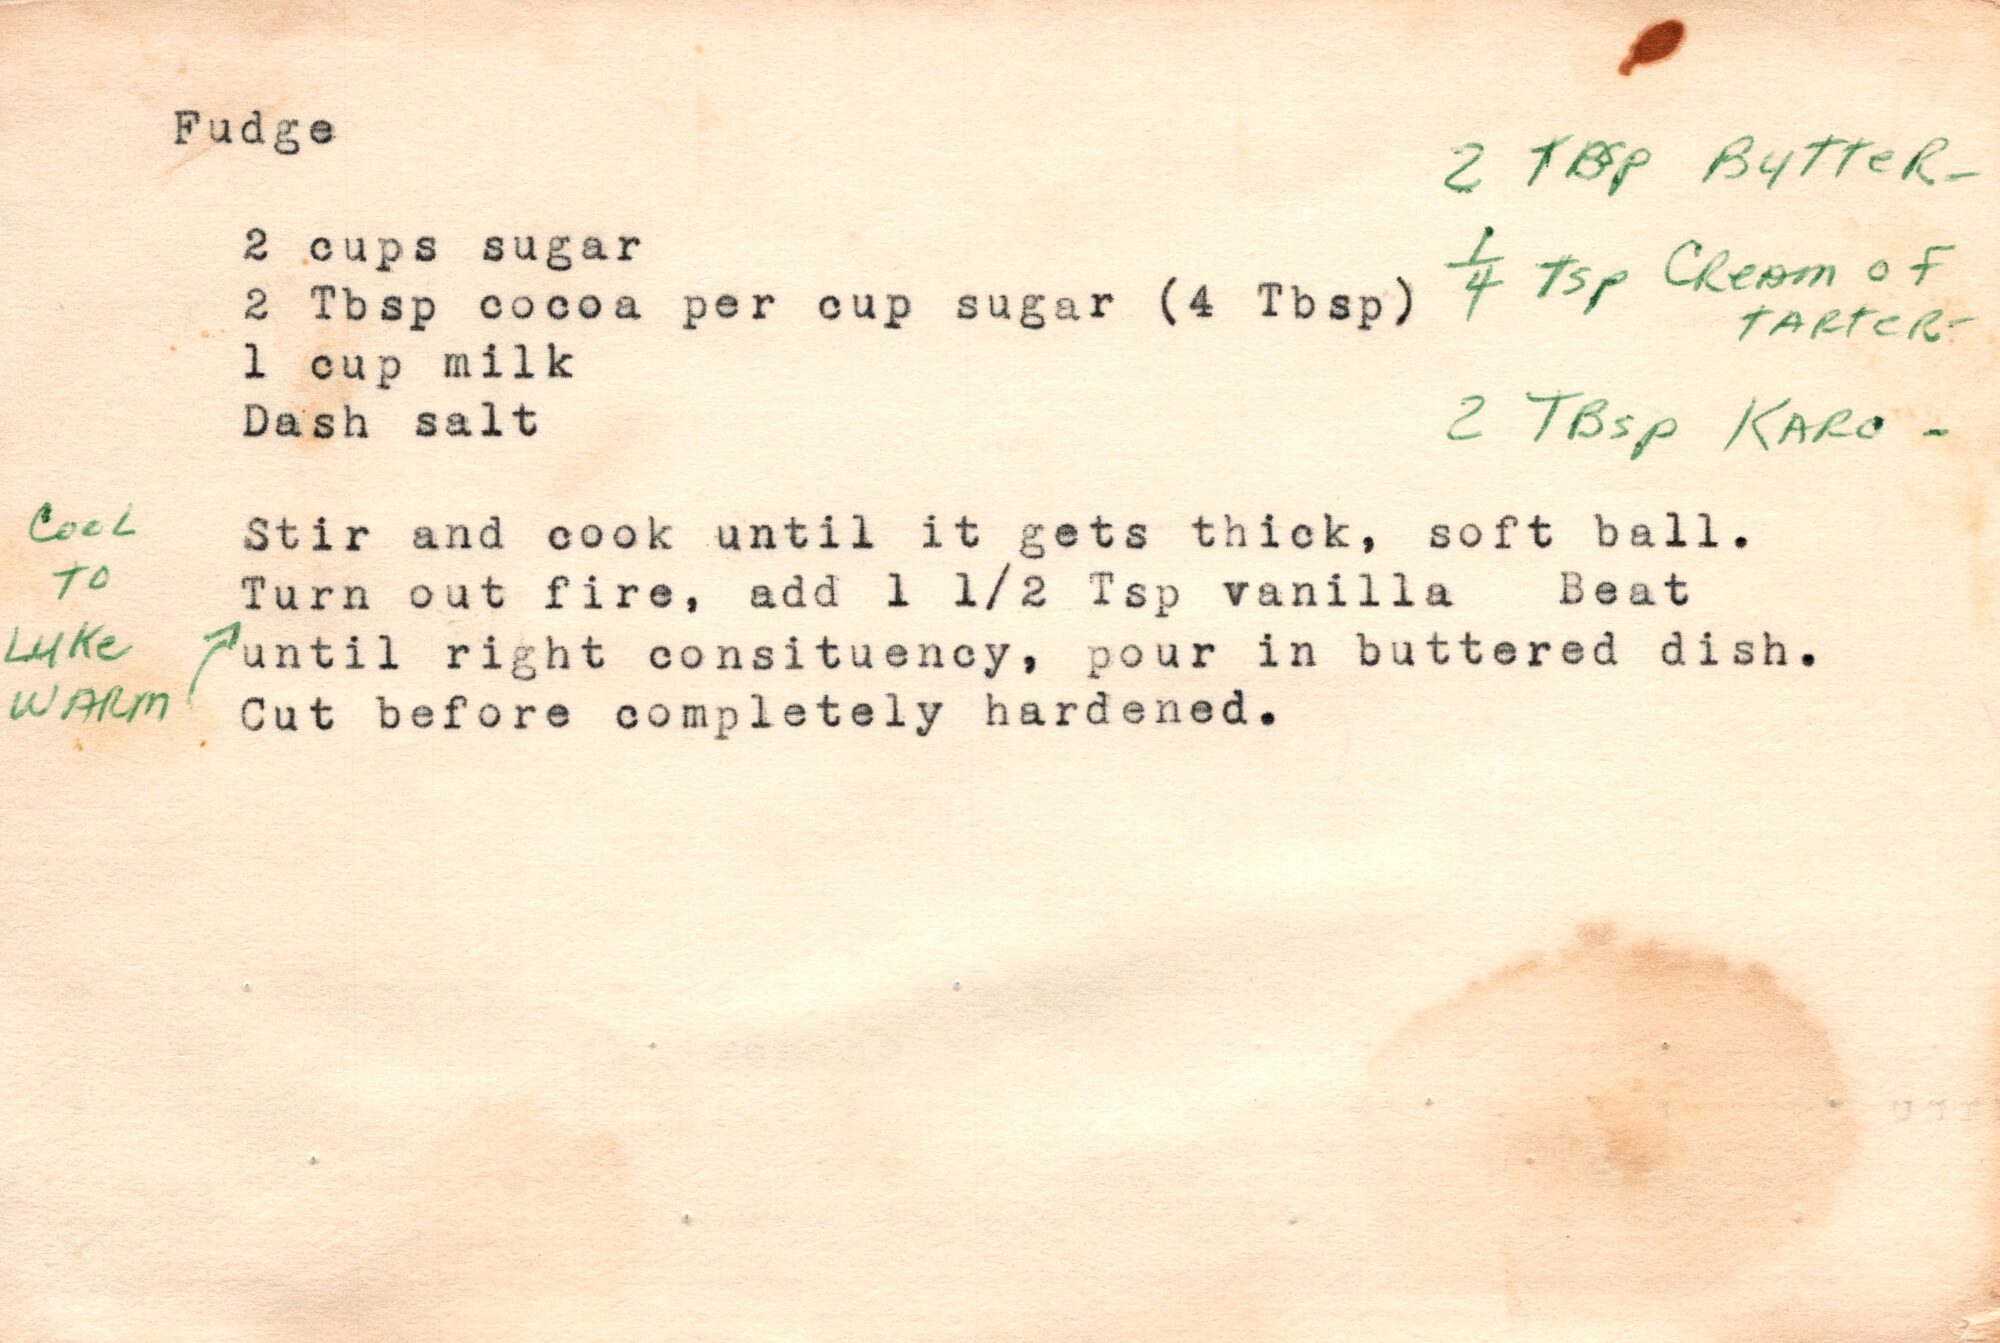 Fudge
2 TBsp ButteR-
2 cups sugar
1/4 Tsp CReam of
TARTER-
2 Tbsp cocoa per cup sugar (4 Tbsp)
1 cup milk
Dash salt
2 TBsp KARO -
Cool
To
Luke
WARM
Stir and cook until it gets thick, soft ball.
Turn out fire, add 1 1/2 Tsp vanilla   Beat
until right consituency, pour in buttered dish.
Cut before completely hardened.